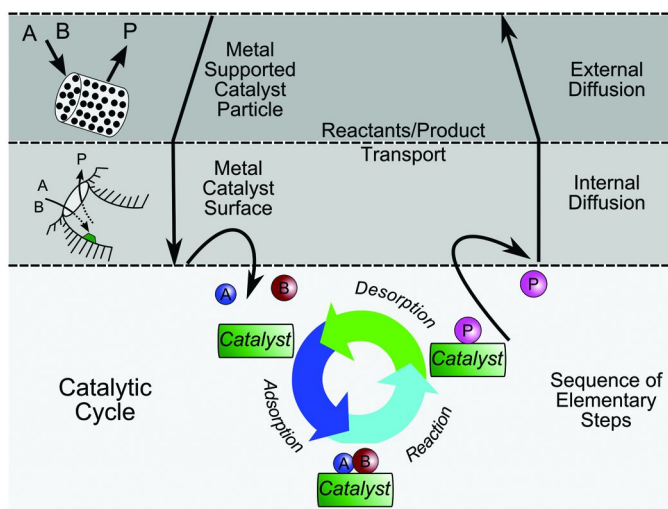 A B P
Metal
Supported
Catalyst
Particle
External
Diffusion
Reactants/Product
Transport
P
A
B
Metal
Catalyst
Surface
Internal
Diffusion
A
B
P
Desorption
Catalyst
P
Catalyst
Catalytic
Cycle
Adsorption
Reaction
Sequence of
Elementary
Steps
A B
Catalyst